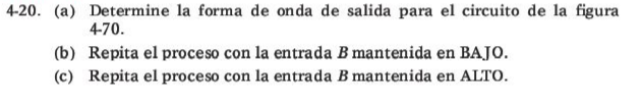 4-20. (a) Determine la forma de onda de salida para el circuito de la figura
4-70.
(b) Repita el proceso con la entrada B mantenida en BAJO.
(c) Repita el proceso con la entrada B mantenida en ALTO.